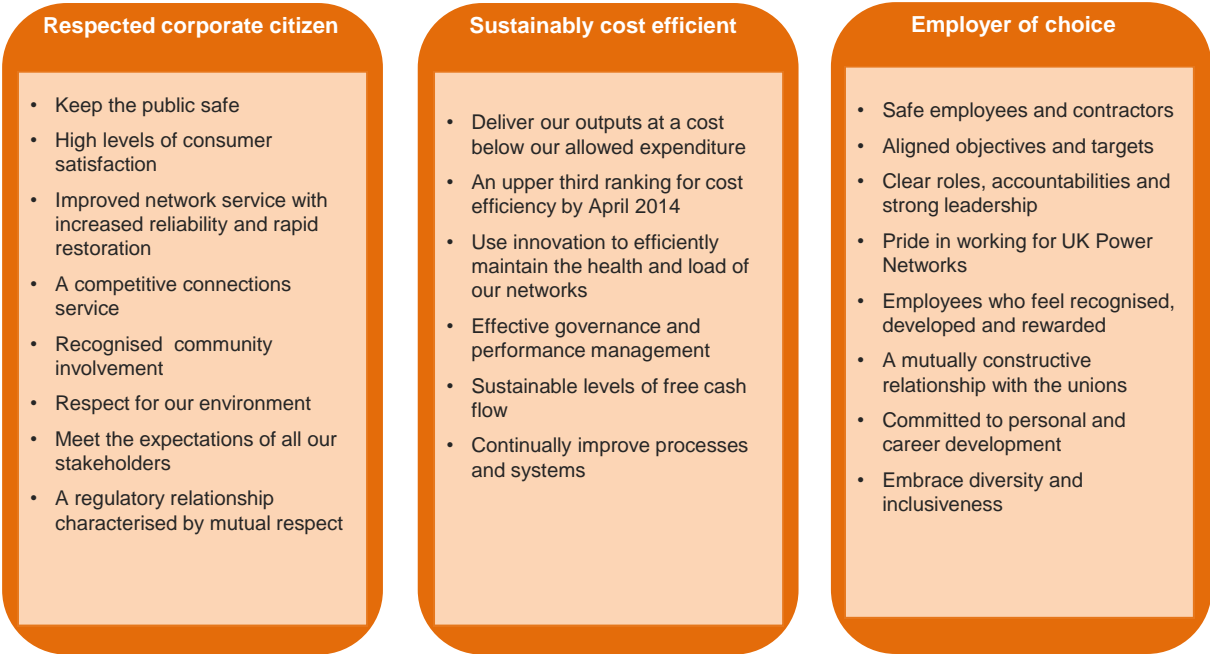 Respected corporate citizen
• Keep the public safe
• High levels of consumer
satisfaction
• Improved network service with
increased reliability and rapid
restoration
• A competitive connections
service
• Recognised community
involvement
• Respect for our environment
• Meet the expectations of all our
stakeholders
• A regulatory relationship
characterised by mutual respect
Sustainably cost efficient
• Deliver our outputs at a cost
below our allowed expenditure
• An upper third ranking for cost
efficiency by April 2014
• Use innovation to efficiently
maintain the health and load of
our networks
• Effective governance and
performance management
• Sustainable levels of free cash
flow
• Continually improve processes
and systems
Employer of choice
• Safe employees and contractors
• Aligned objectives and targets
• Clear roles, accountabilities and
strong leadership
• Pride in working for UK Power
Networks
• Employees who feel recognised,
developed and rewarded
• A mutually constructive
relationship with the unions
• Committed to personal and
career development
• Embrace diversity and
inclusiveness